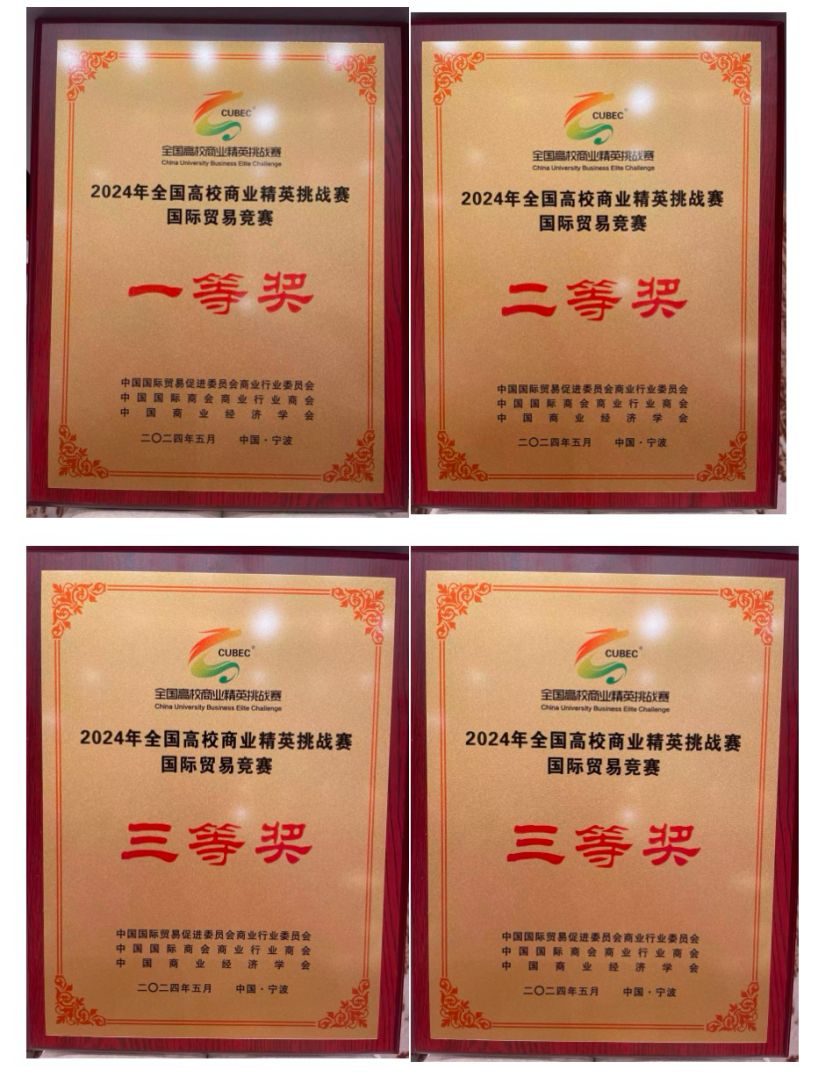 CUBEC
全国高校商业精英挑战赛
China University Business Elite Challenge
2024年全国高校商业精英挑战赛
国际贸易竞赛
一等奖
中国国际贸易促进委员会商业行业委员会
中国国际商会商业行业商会
中国商业经济学会
二〇二四年五月 中国·宁波
CUBEC
全国高校商业精英挑战赛
China University Business Elite Challenge
2024年全国高校商业精英挑战赛
国际贸易竞赛
二等奖
中国国际贸易促进委员会商业行业委员会
中国国际商会商业行业商会
中国商业经济学会
二〇二四年五月 中国·宁波
CUBEC
全国高校商业精英挑战赛
China University Business Elite Challenge
2024年全国高校商业精英挑战赛
国际贸易竞赛
三等奖
中国国际贸易促进委员会商业行业委员会
中国国际商会商业行业商会
中国商业经济学会
二〇二四年五月 中国·宁波
CUBEC
全国高校商业精英挑战赛
China University Business Elite Challenge
2024年全国高校商业精英挑战赛
国际贸易竞赛
三等奖
中国国际贸易促进委员会商业行业委员会
中国国际商会商业行业商会
中国商业经济学会
二〇二四年五月 中国·宁波